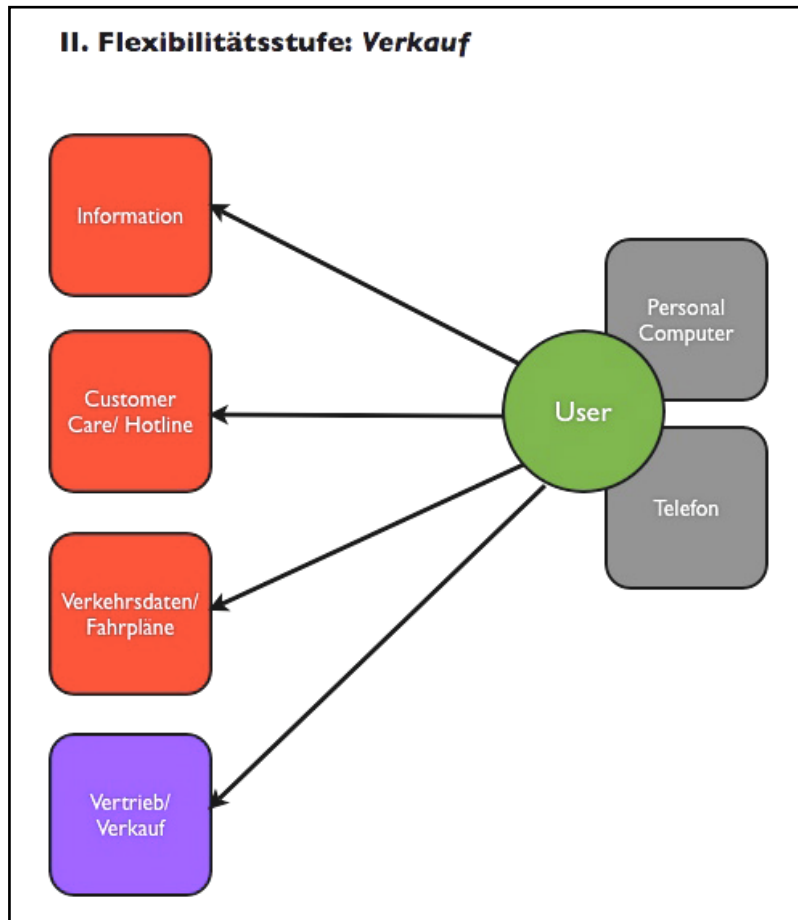 II. Flexibilitätsstufe: Verkauf
Information
Customer
Care/ Hotline
Verkehrsdaten/
Fahrpläne
Vertrieb/
Verkauf
User
Personal
Computer
Telefon